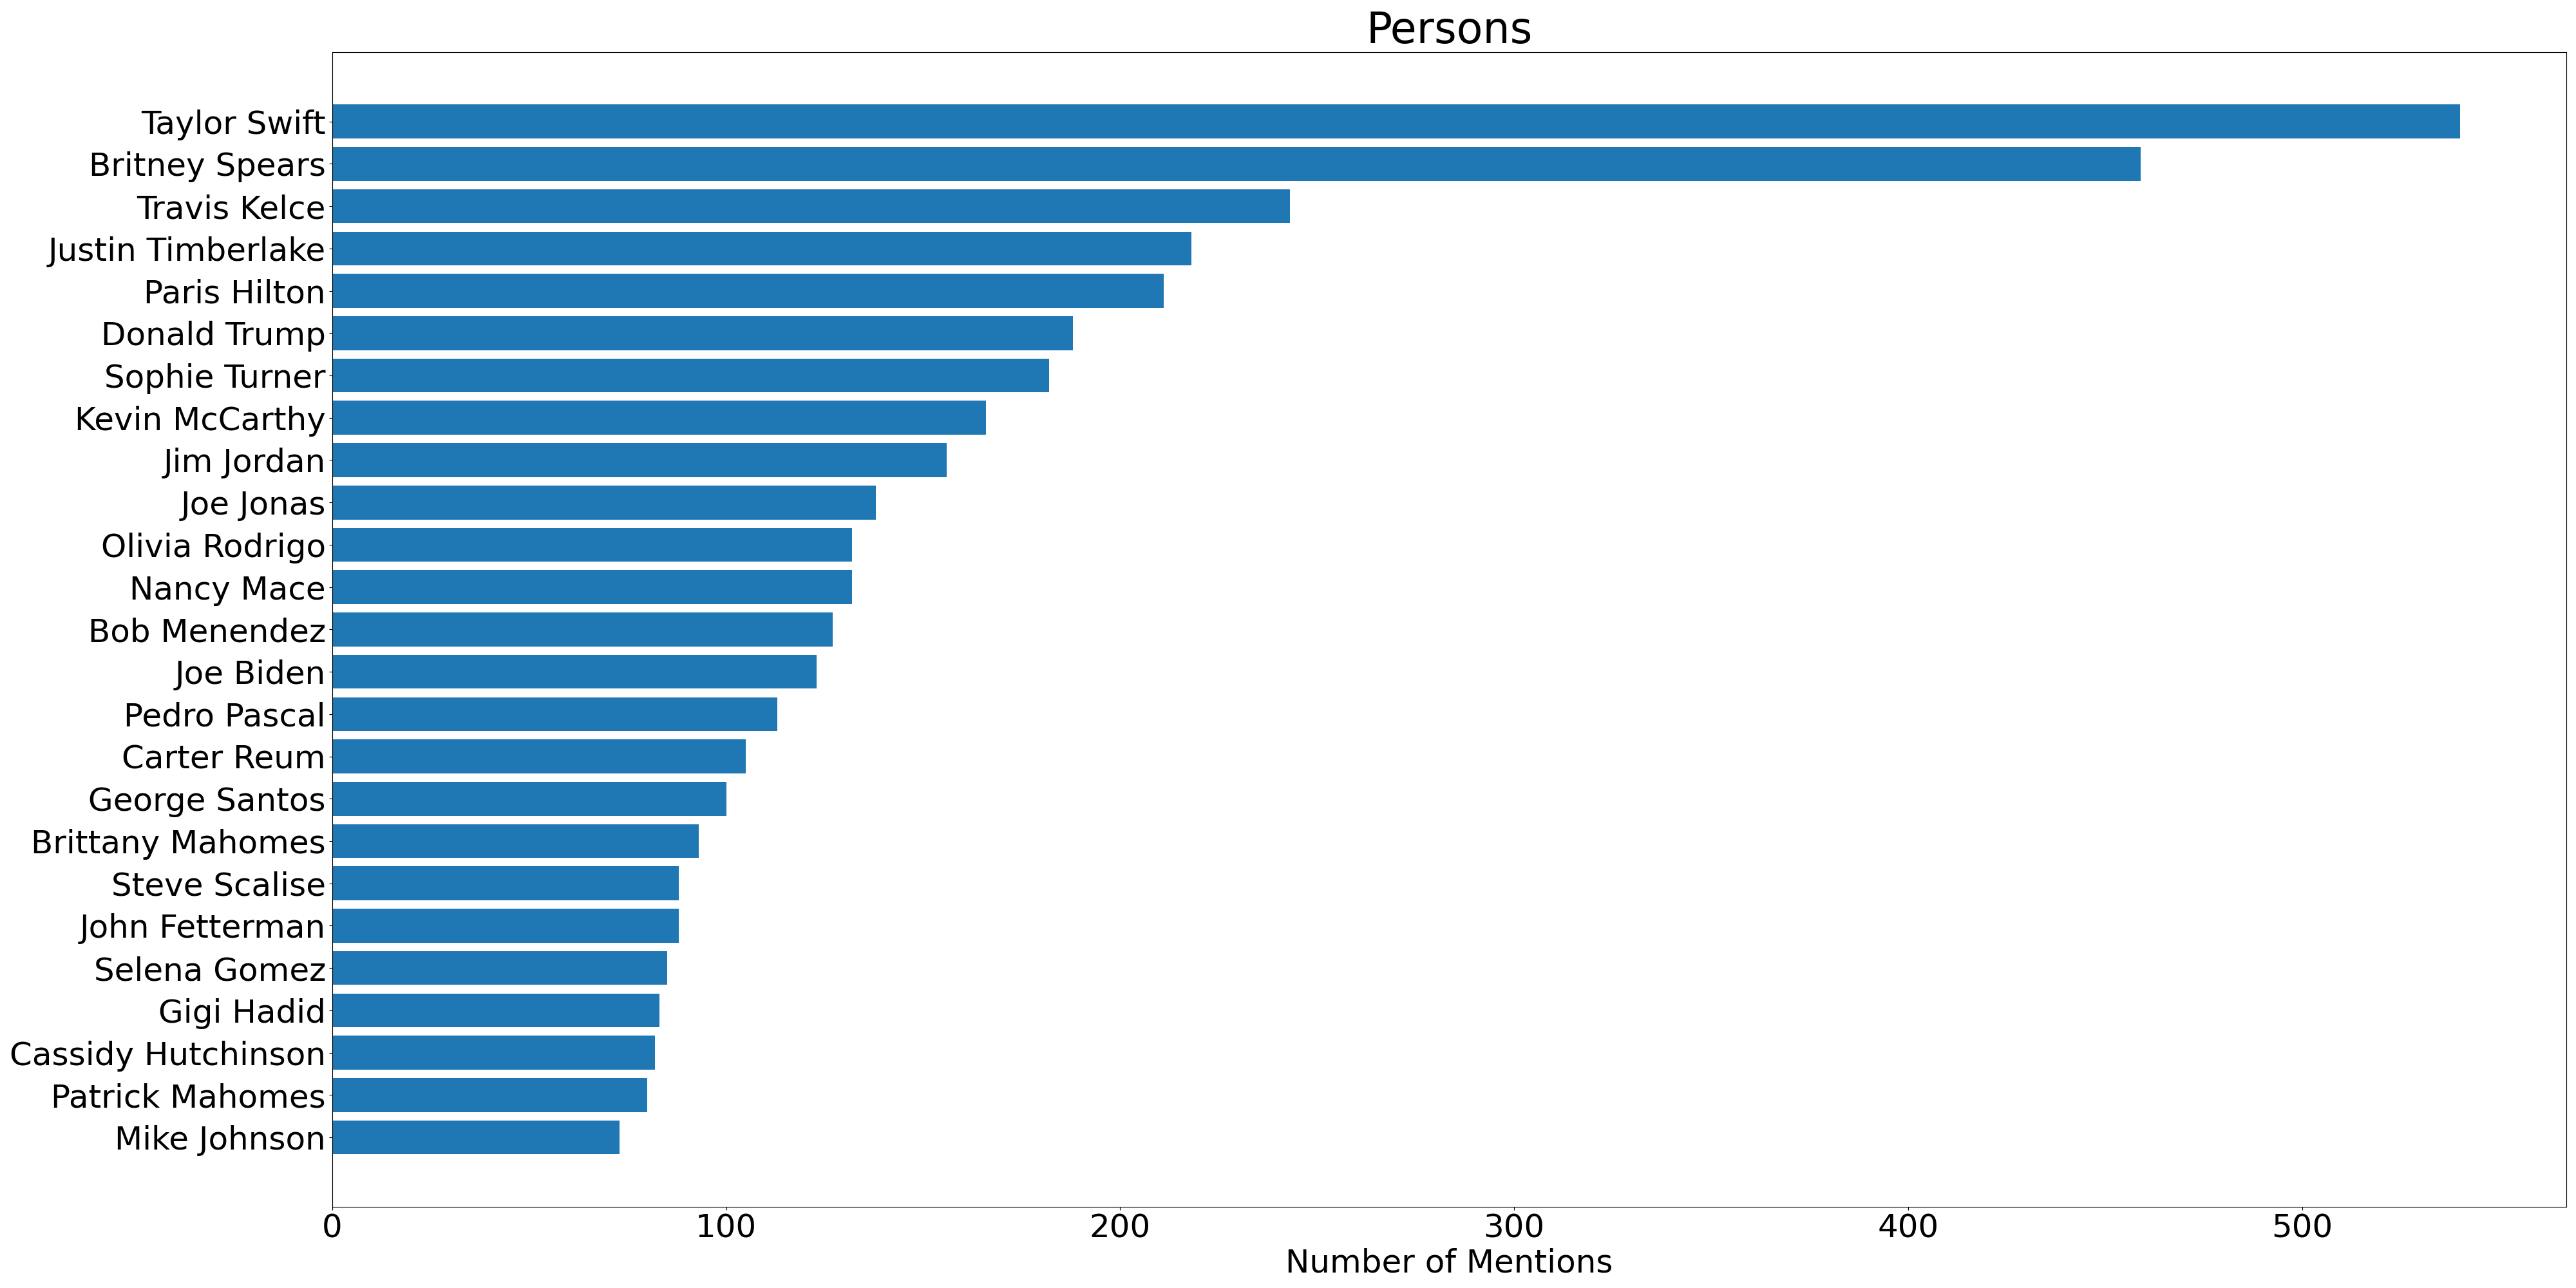 Persons
Taylor Swift
Britney Spears
Travis Kelce
Justin Timberlake
Paris Hilton
Donald Trump
Sophie Turner
Kevin McCarthy
Jim Jordan
Joe Jonas
Olivia Rodrigo
Nancy Mace
Bob Menendez
Joe Biden
Pedro Pascal
Carter Reum
George Santos
Brittany Mahomes
Steve Scalise
John Fetterman
Selena Gomez
Gigi Hadid
Cassidy Hutchinson
Patrick Mahomes
Mike Johnson
0 100 200 300 400 500
Number of Mentions